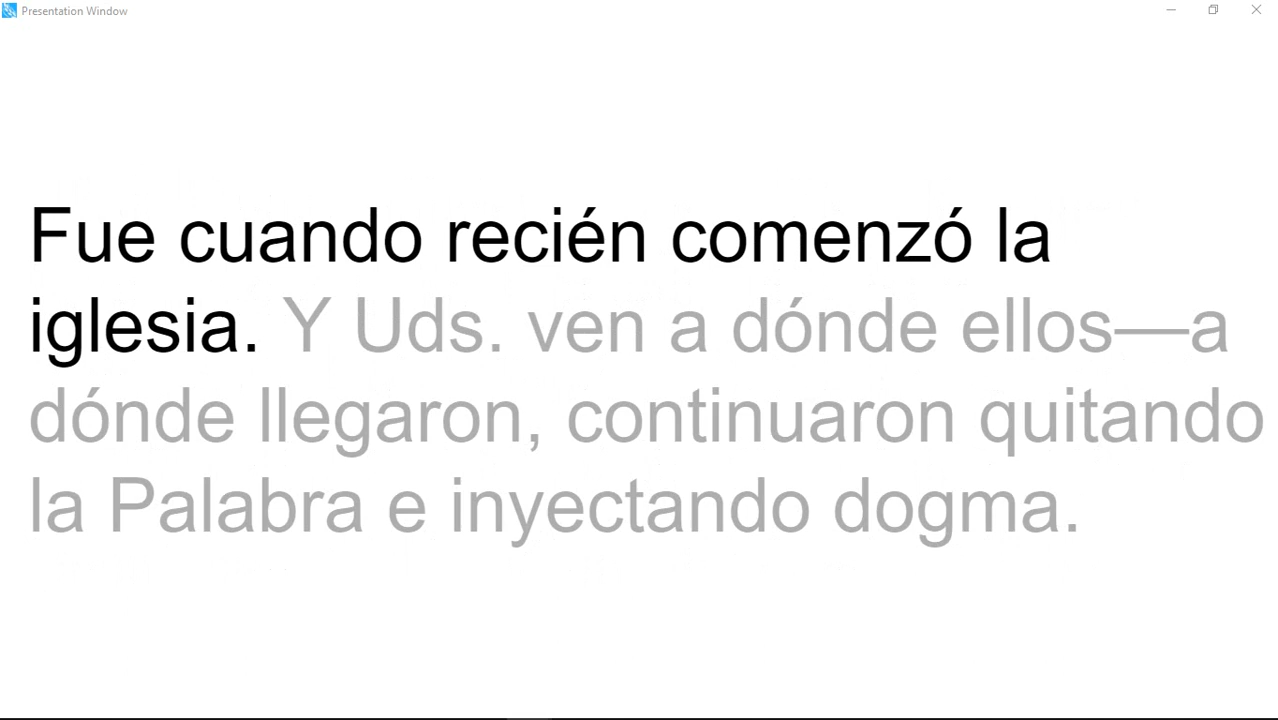 Presentation Window
Fue cuando recién comenzó la
iglesia. Y Uds. ven a dónde ellos—a
dónde llegaron, continuaron quitando
la Palabra e inyectando dogma.